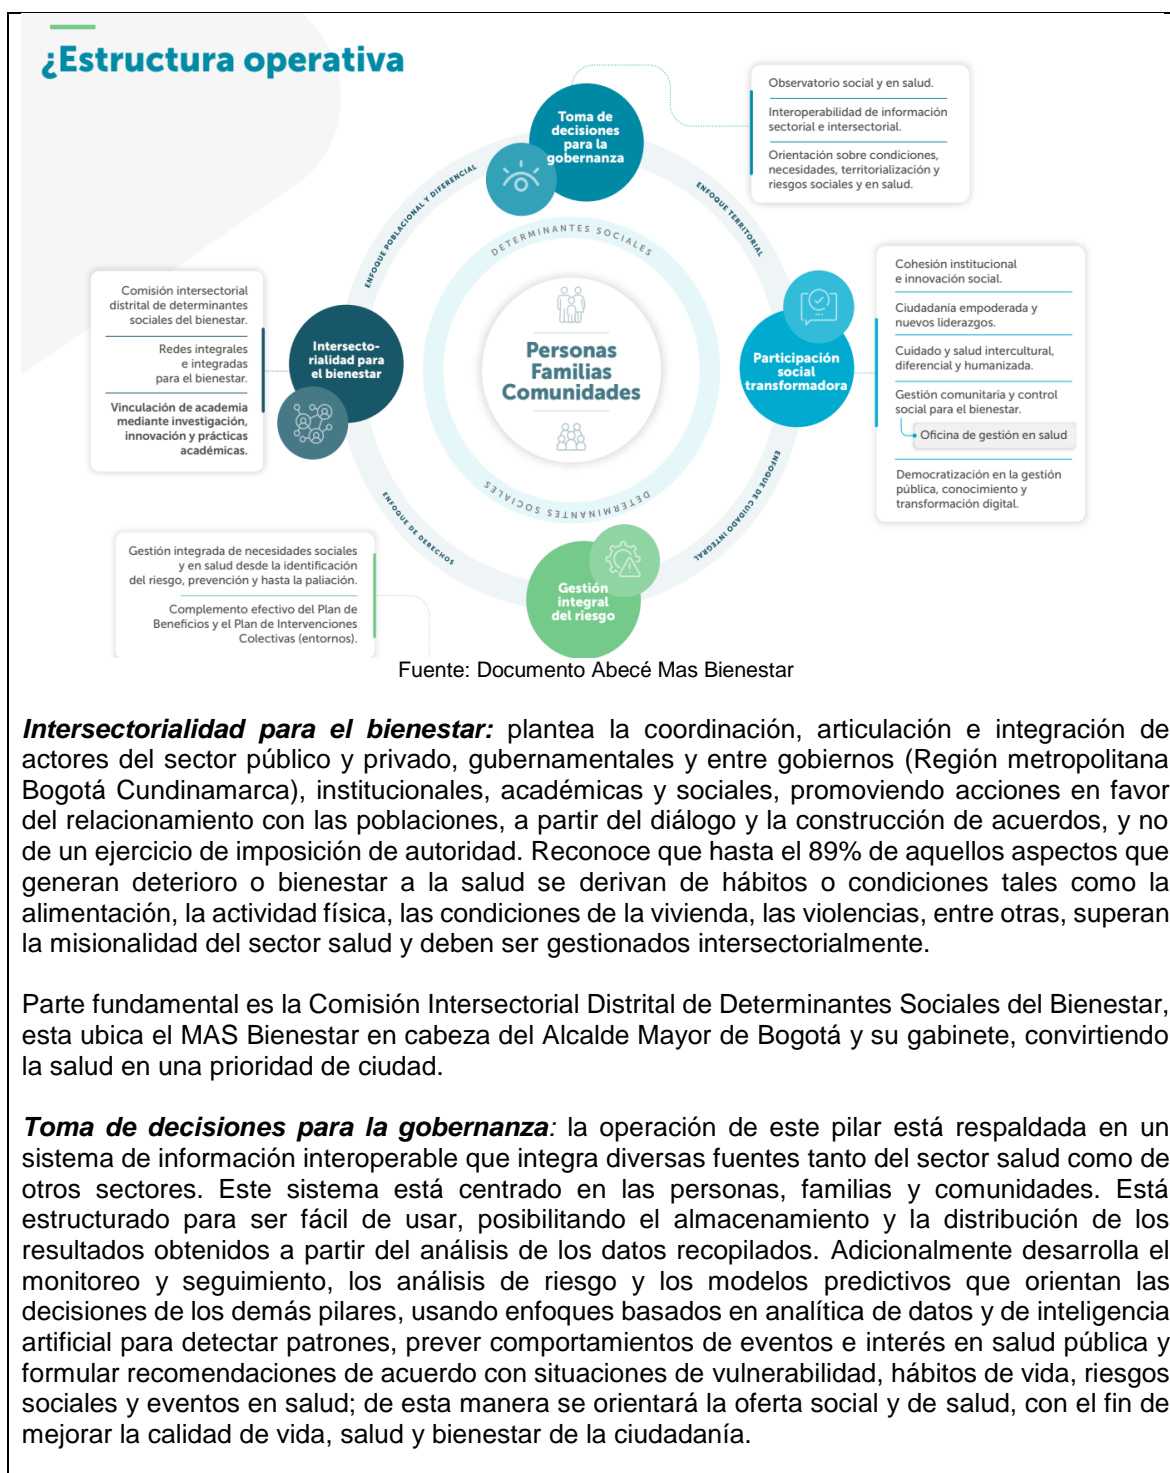 ¿Estructura operativa
Toma de
decisiones
para la
gobernanza
Observatorio social y en salud.
Interoperabilidad de información
sectorial e intersectorial.
Orientación sobre condiciones,
necesidades, territorialización y
riesgos sociales y en salud.
ENFOQUE POBLACIONAL Y DIFERENCIAL
ENFOQUE TERRITORIAL
DETERMINANTES SOCIALES
Comisión intersectorial
distrital de determinantes
sociales del bienestar.
Redes integrales
e integradas
para el bienestar.
Vinculación de academia
mediante investigación,
innovación y prácticas
académicas.
Intersecto-
rialidad para
el bienestar
Personas
Familias
Comunidades
Participación
social
transformadora
Cohesión institucional
e innovación social.
Ciudadanía empoderada y
nuevos liderazgos.
Cuidado y salud intercultural,
diferencial y humanizada.
Gestión comunitaria y control
social para el bienestar.
Oficina de gestión en salud
Democratización en la gestión
pública, conocimiento y
transformación digital.
DETERMINANTES SOCIALES
ENFOQUE DE DERECHOS
ENFOQUE DE CUIDADO INTEGRAL
Gestión integrada de necesidades sociales
y en salud desde la identificación
del riesgo, prevención y hasta la paliación.
Complemento efectivo del Plan de
Beneficios y el Plan de Intervenciones
Colectivas (entornos).
Gestión
integral
del riesgo
Fuente: Documento Abecé Mas Bienestar
Intersectorialidad para el bienestar: plantea la coordinación, articulación e integración de
actores del sector público y privado, gubernamentales y entre gobiernos (Región metropolitana
Bogotá Cundinamarca), institucionales, académicas y sociales, promoviendo acciones en favor
del relacionamiento con las poblaciones, a partir del diálogo y la construcción de acuerdos, y no
de un ejercicio de imposición de autoridad. Reconoce que hasta el 89% de aquellos aspectos que
generan deterioro o bienestar a la salud se derivan de hábitos o condiciones tales como la
alimentación, la actividad física, las condiciones de la vivienda, las violencias, entre otras, superan
la misionalidad del sector salud y deben ser gestionados intersectorialmente.
Parte fundamental es la Comisión Intersectorial Distrital de Determinantes Sociales del Bienestar,
esta ubica el MAS Bienestar en cabeza del Alcalde Mayor de Bogotá y su gabinete, convirtiendo
la salud en una prioridad de ciudad.
Toma de decisiones para la gobernanza: la operación de este pilar está respaldada en un
sistema de información interoperable que integra diversas fuentes tanto del sector salud como de
otros sectores. Este sistema está centrado en las personas, familias y comunidades. Está
estructurado para ser fácil de usar, posibilitando el almacenamiento y la distribución de los
resultados obtenidos a partir del análisis de los datos recopilados. Adicionalmente desarrolla el
monitoreo y seguimiento, los análisis de riesgo y los modelos predictivos que orientan las
decisiones de los demás pilares, usando enfoques basados en analítica de datos y de inteligencia
artificial para detectar patrones, prever comportamientos de eventos e interés en salud pública y
formular recomendaciones de acuerdo con situaciones de vulnerabilidad, hábitos de vida, riesgos
sociales y eventos en salud; de esta manera se orientará la oferta social y de salud, con el fin de
mejorar la calidad de vida, salud y bienestar de la ciudadanía.